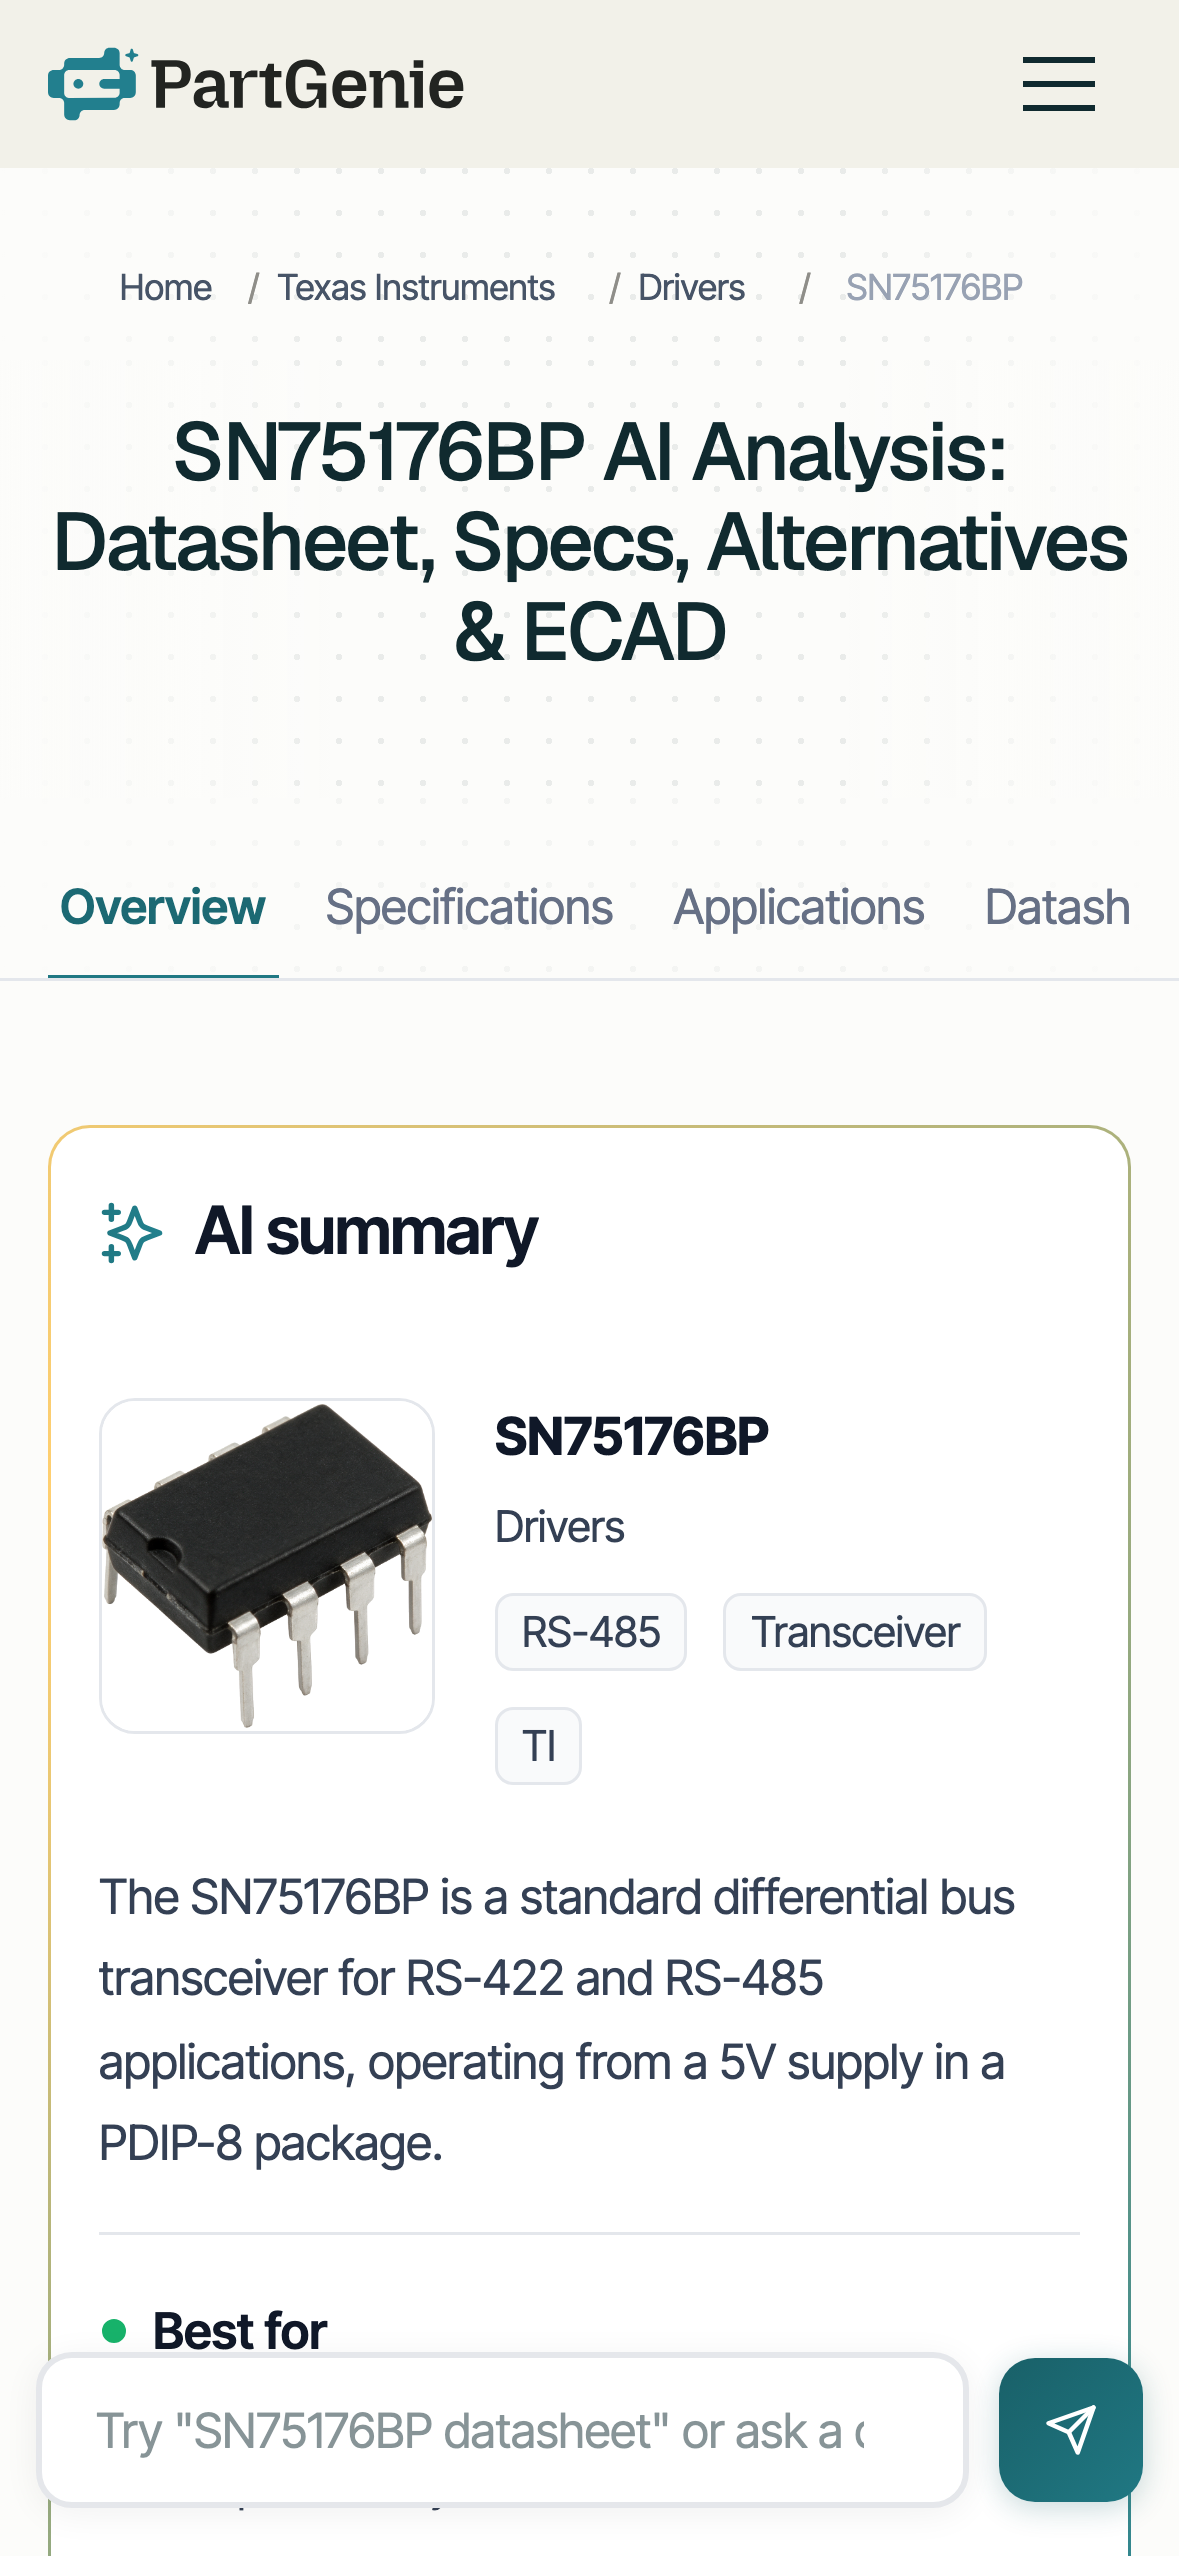 PartGenie
Home / Texas Instruments / Drivers / SN75176BP
SN75176BP AI Analysis:
Datasheet, Specs, Alternatives
& ECAD
Overview Specifications Applications Datash
AI summary
SN75176BP
Drivers
RS-485 Transceiver
TI
The SN75176BP is a standard differential bus
transceiver for RS-422 and RS-485
applications, operating from a 5V supply in a
PDIP-8 package.
Best for
Try "SN75176BP datasheet" or ask a